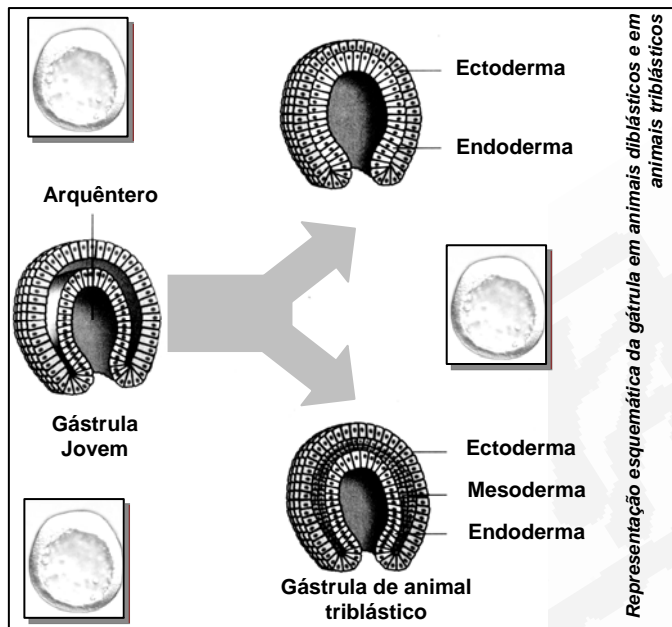 Ectoderma
Endoderma
Arquêntero
Gástrula
Jovem
Ectoderma
Mesoderma
Endoderma
Gástrula de animal
triblástico
Representação esquemática da gátrula em animais diblásticos e em
animais triblásticos